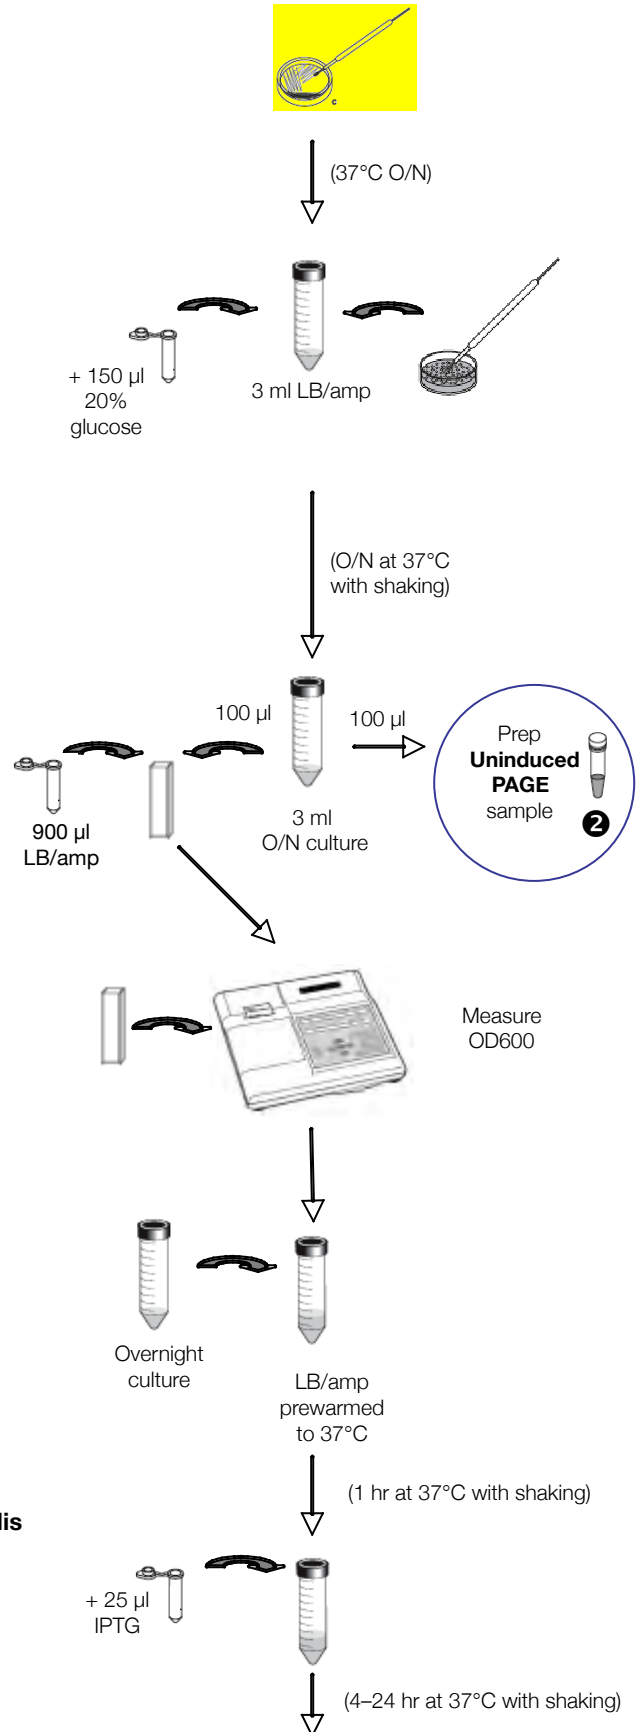 c
(37°C O/N)
+ 150 µl
20%
glucose
3 ml LB/amp
(O/N at 37°C
with shaking)
100 µl
100 µl
Prep
Uninduced
PAGE
sample
2
900 µl
LB/amp
3 ml
O/N culture
Measure
OD600
Overnight
culture
LB/amp
prewarmed
to 37°C
(1 hr at 37°C with shaking)
lis
+ 25 µl
IPTG
(4–24 hr at 37°C with shaking)